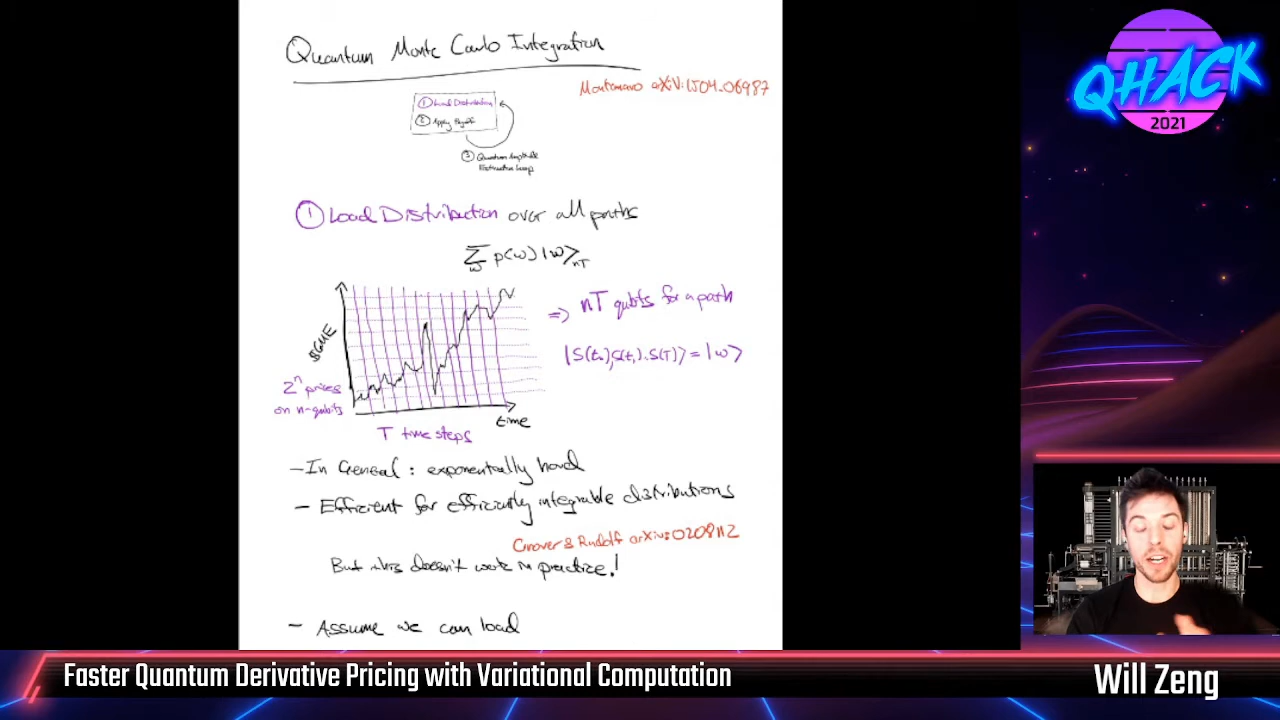 Quantum Monte Carlo Integration
Montanaro arXiv:1504.06987
① Load Distribution
② Apply Payoff
③ Quantum Amplitude
Estimation Loop
① Load Distribution over all paths
∑ p(ω) |ω⟩
ω nT
$GME
2ⁿ prices
on n-qubits
T time steps
time
⇒ nT qubits for a path
|S(t₀)S(t₁)..S(T)⟩ = |ω⟩
- In General : exponentially hard
- Efficient for efficiently integrable distributions
Grover & Rudolf arXiv:0208112
But this doesn't work in practice!
- Assume we can load
QHACK
2021
Faster Quantum Derivative Pricing with Variational Computation
Will Zeng